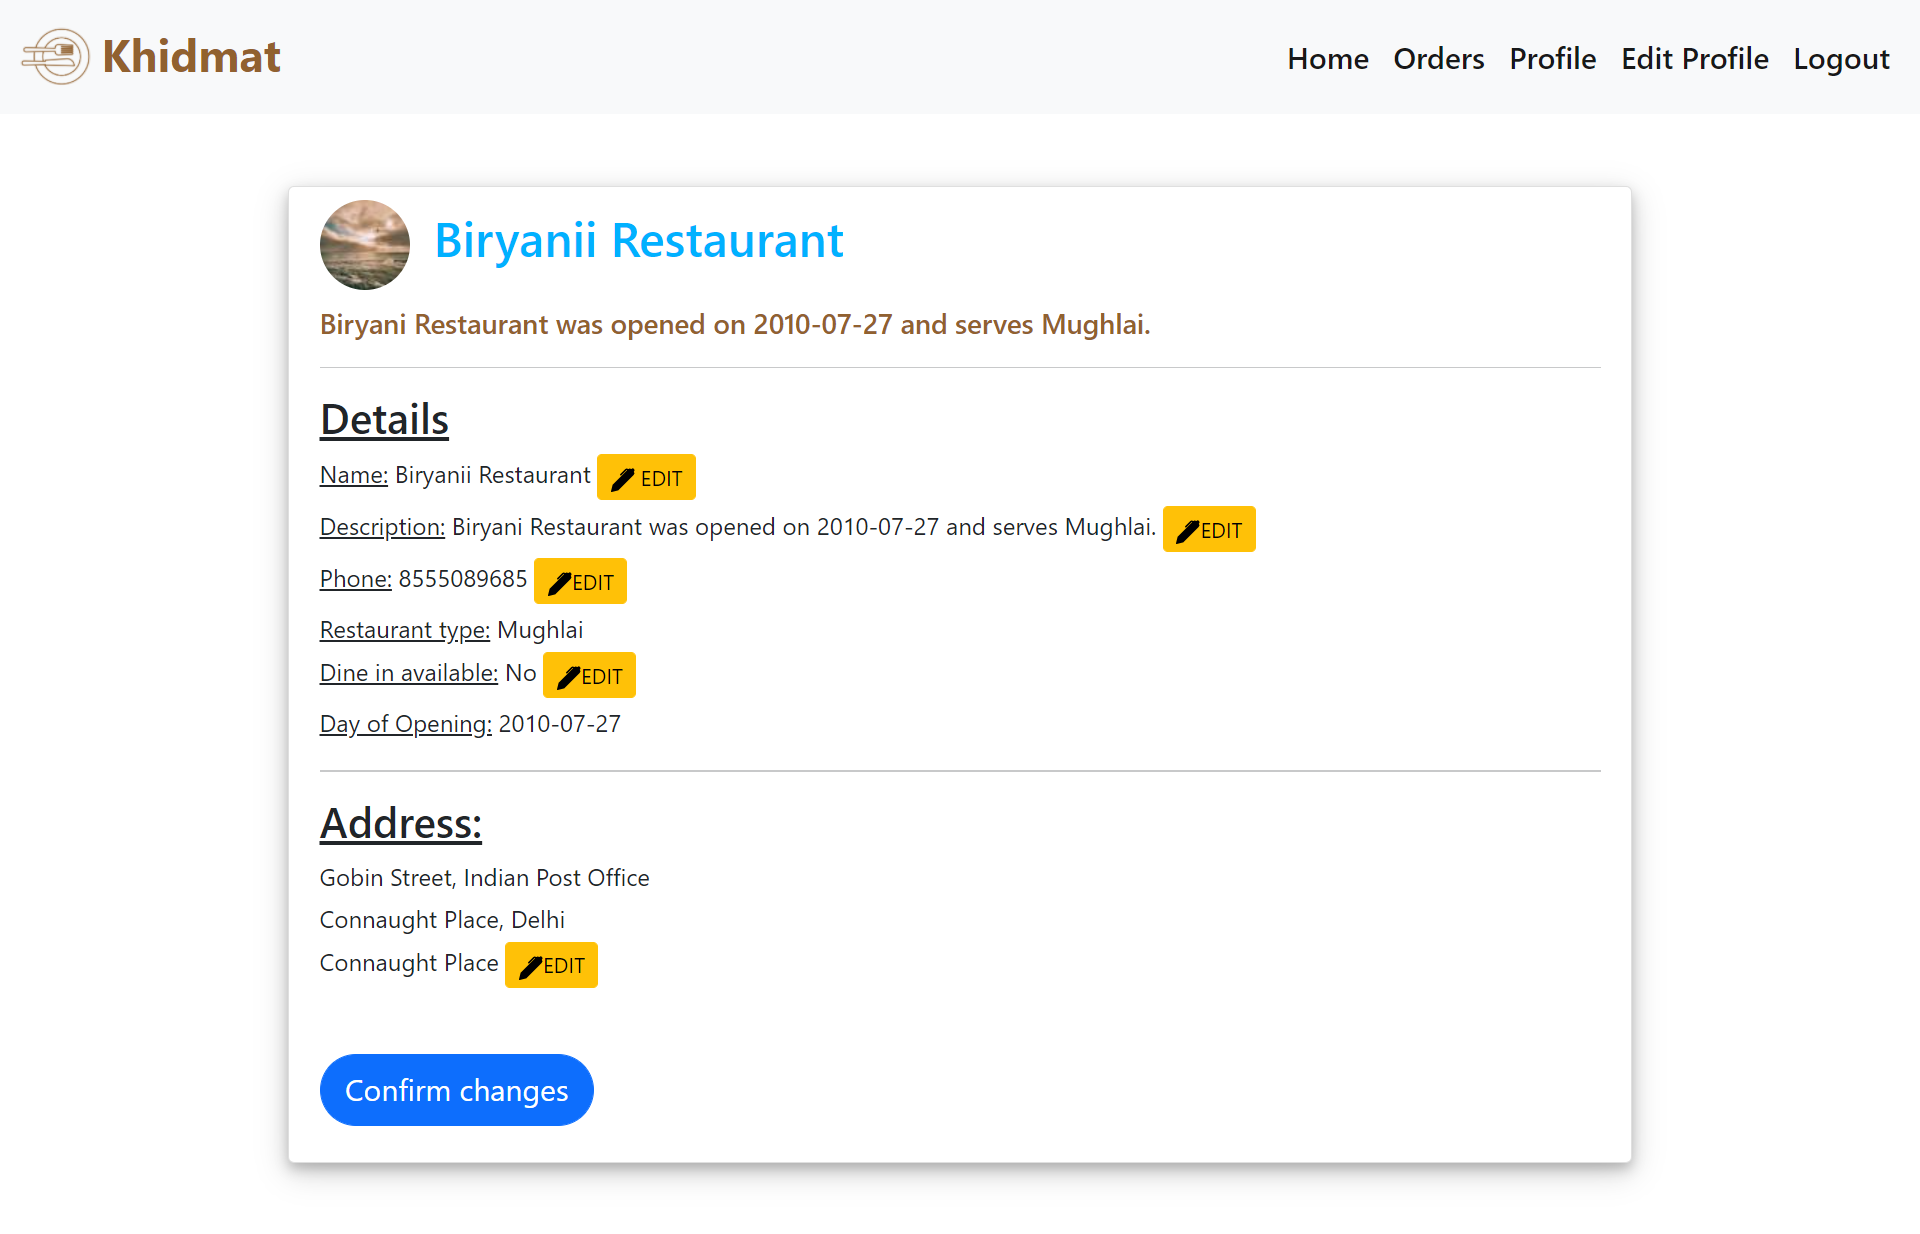 Khidmat
Home Orders Profile Edit Profile Logout
Biryanii Restaurant
Biryani Restaurant was opened on 2010-07-27 and serves Mughlai.
Details
Name: Biryanii Restaurant EDIT
Description: Biryani Restaurant was opened on 2010-07-27 and serves Mughlai. EDIT
Phone: 8555089685 EDIT
Restaurant type: Mughlai
Dine in available: No EDIT
Day of Opening: 2010-07-27
Address:
Gobin Street, Indian Post Office
Connaught Place, Delhi
Connaught Place EDIT
Confirm changes